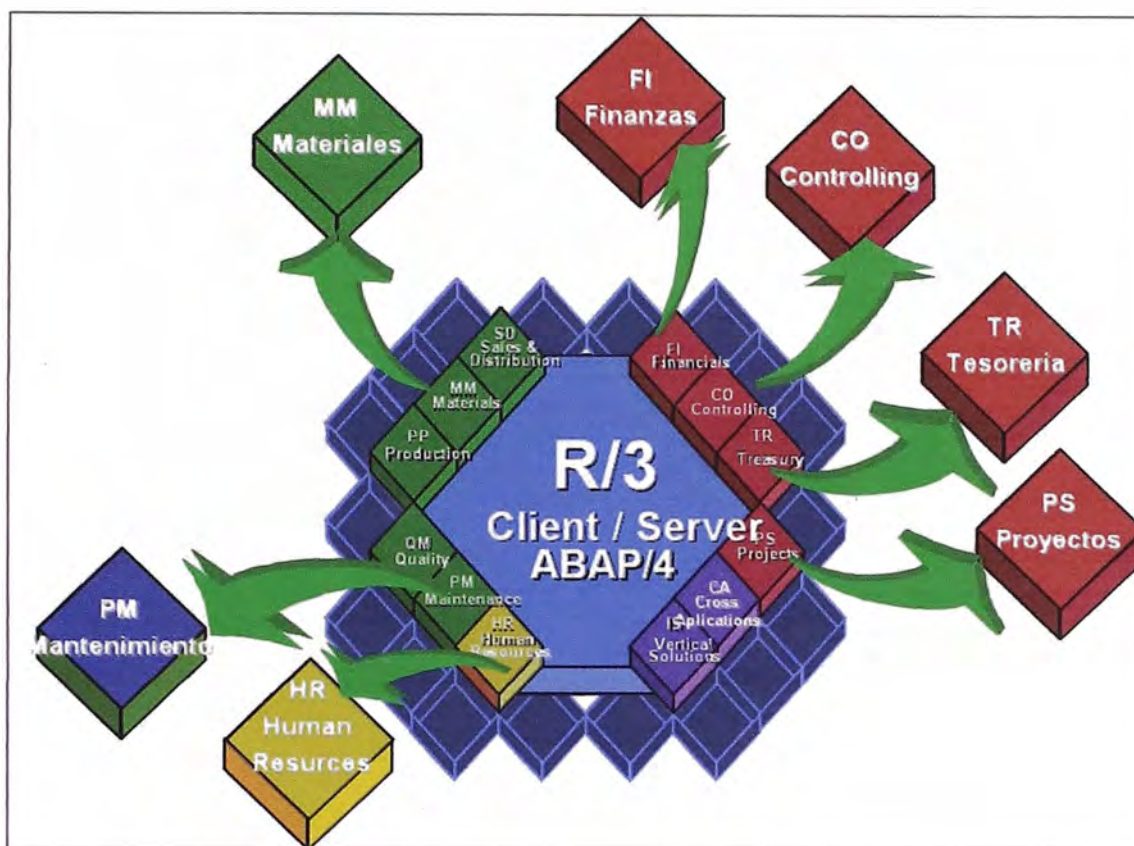 MM
Materiales
FI
Finanzas
CO
Controlling
TR
Tesoreria
PS
Proyectos
PM
Mantenimiento
HR
Human
Resurces
SD
Sales &
Distribution
MM
Materials
PP
Production
QM
Quality
PM
Maintenance
HR
Human
Resources
FI
Financials
CO
Controlling
TR
Treasury
PS
Projects
CA
Cross
Aplications
Vertical
Solutions
R/3
Client / Server
ABAP/4